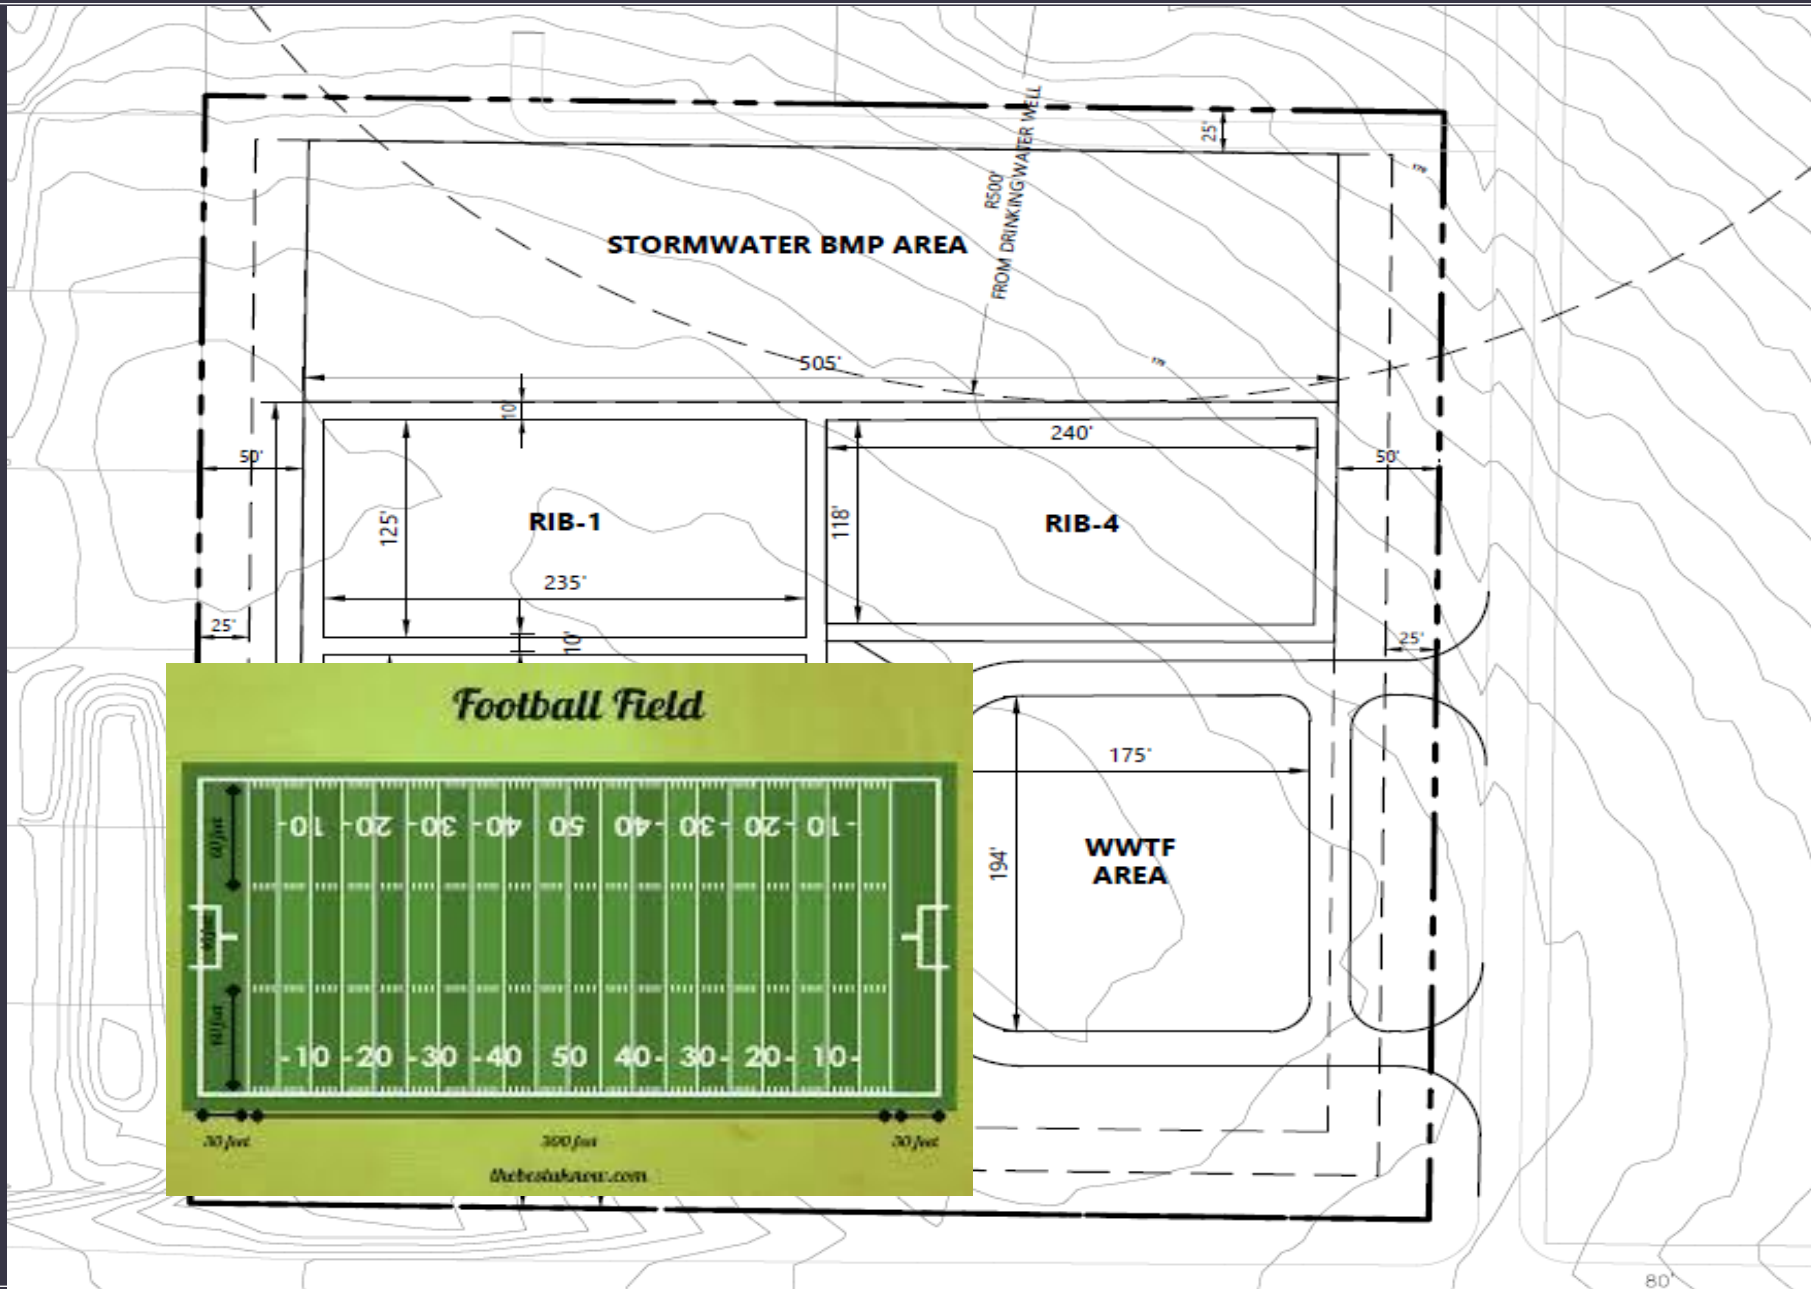 25'
R500'
FROM DRINKING WATER WELL
179
STORMWATER BMP AREA
505'
179
10'
240'
50'
50'
125'
RIB-1
118'
RIB-4
235'
25'
10'
25'
Football Field
175'
-10 -20 -30 -40 50 40- 30- 20- 10-
WWTF
AREA
194'
-10 -20 -30 -40 50 40- 30- 20- 10-
30 feet
300 feet
30 feet
thebestuknow.com
80'